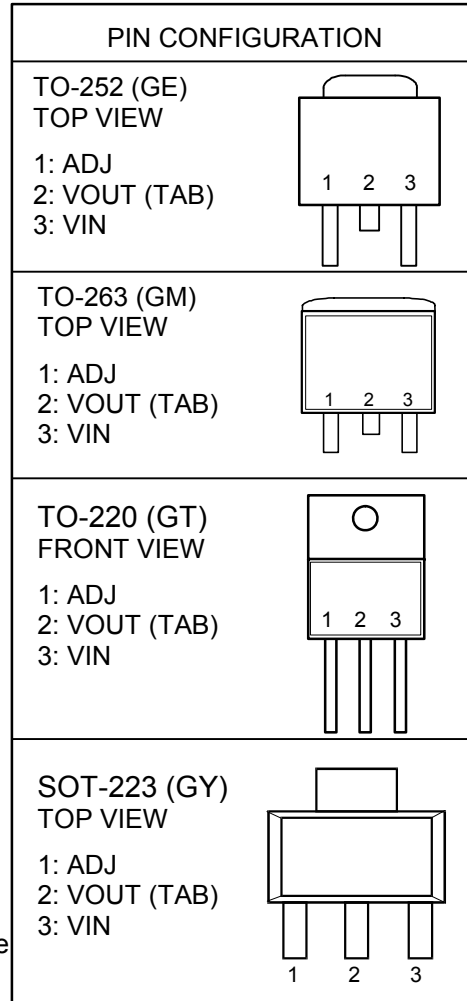 PIN CONFIGURATION
TO-252 (GE)
TOP VIEW
1: ADJ
2: VOUT (TAB)
3: VIN
1 2 3
TO-263 (GM)
TOP VIEW
1: ADJ
2: VOUT (TAB)
3: VIN
1 2 3
TO-220 (GT)
FRONT VIEW
1: ADJ
2: VOUT (TAB)
3: VIN
1 2 3
SOT-223 (GY)
TOP VIEW
1: ADJ
2: VOUT (TAB)
3: VIN
e
1 2 3